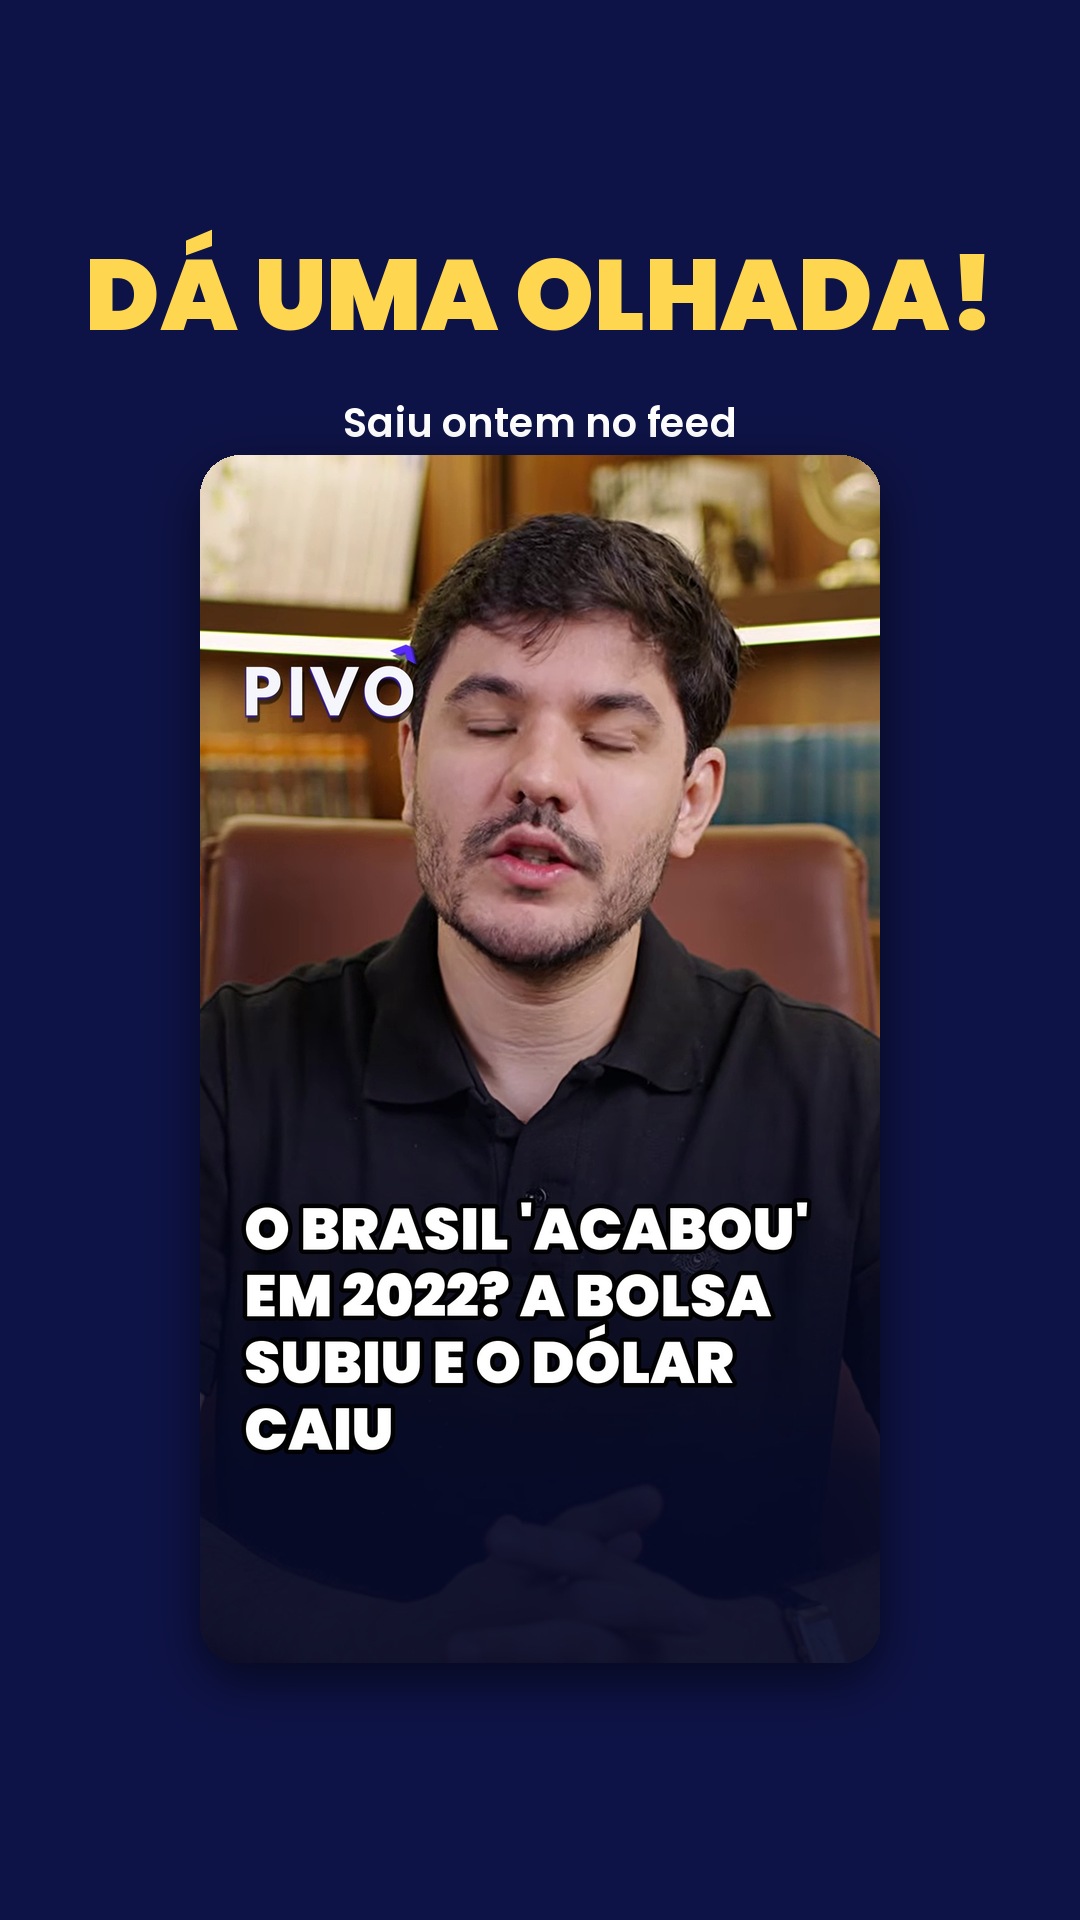 DÁ UMA OLHADA!
Saiu ontem no feed
PIVÔ
O BRASIL 'ACABOU'
EM 2022? A BOLSA
SUBIU E O DÓLAR
CAIU